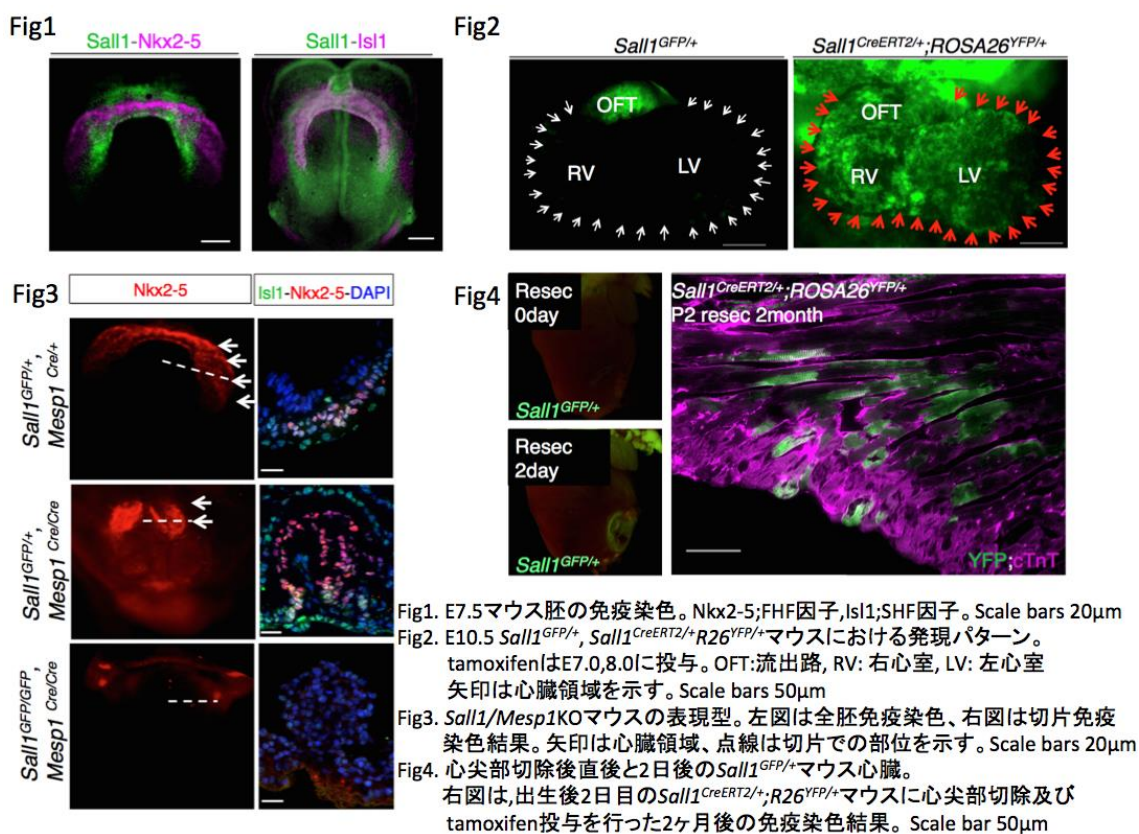 Fig1
Sall1-Nkx2-5
Sall1-Isl1
Fig2
Sall1GFP/+
Sall1CreERT2/+;ROSA26YFP/+
OFT
RV
LV
OFT
RV
LV
Fig3
Nkx2-5
Isl1-Nkx2-5-DAPI
Sall1GFP/+,
Mesp1 Cre/+
Sall1GFP/+,
Mesp1 Cre/Cre
Sall1GFP/GFP
Mesp1 Cre/Cre
Fig4
Resec
0day
Sall1GFP/+
Resec
2day
Sall1GFP/+
Sall1CreERT2/+;ROSA26YFP/+
P2 resec 2month
YFP;cTnT
Fig1. E7.5マウス胚の免疫染色。Nkx2-5;FHF因子,Isl1;SHF因子。Scale bars 20μm
Fig2. E10.5 Sall1GFP/+, Sall1CreERT2/+R26YFP/+マウスにおける発現パターン。
tamoxifenはE7.0,8.0に投与。OFT:流出路, RV: 右心室, LV: 左心室
矢印は心臓領域を示す。Scale bars 50μm
Fig3. Sall1/Mesp1KOマウスの表現型。左図は全胚免疫染色、右図は切片免疫
染色結果。矢印は心臓領域、点線は切片での部位を示す。Scale bars 20μm
Fig4. 心尖部切除後直後と2日後のSall1GFP/+マウス心臓。
右図は,出生後2日目のSall1CreERT2/+;R26YFP/+マウスに心尖部切除及び
tamoxifen投与を行った2ヶ月後の免疫染色結果。Scale bar 50μm